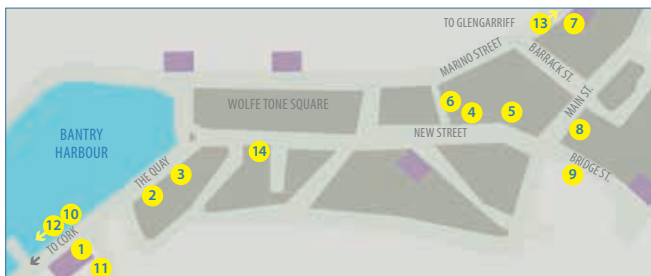 TO GLENGARRIFF
13
7
MARINO STREET
BARRACK ST.
WOLFE TONE SQUARE
6
4
5
MAIN ST.
NEW STREET
8
BANTRY
HARBOUR
14
THE QUAY
3
2
BRIDGE ST.
9
12
10
TO CORK
1
11